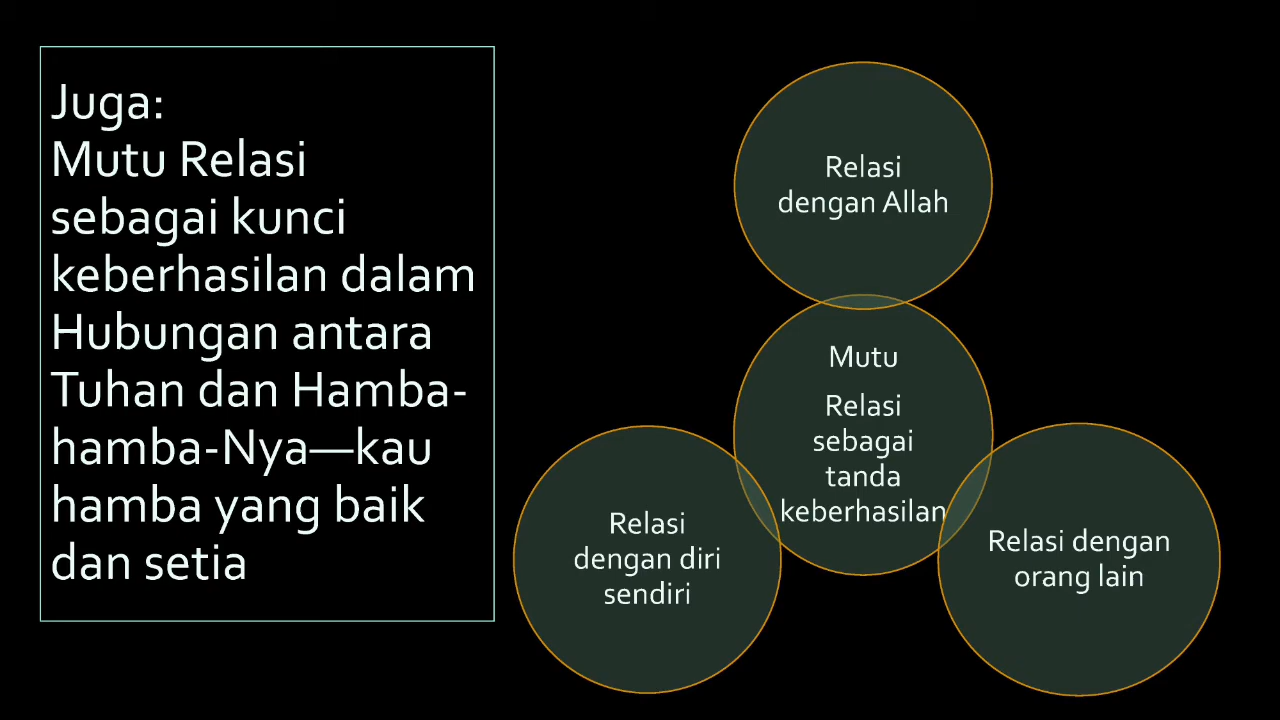 Juga:
Mutu Relasi
sebagai kunci
keberhasilan dalam
Hubungan antara
Tuhan dan Hamba-
hamba-Nya—kau
hamba yang baik
dan setia
Relasi
dengan Allah
Mutu
Relasi
sebagai
tanda
keberhasilan
Relasi
dengan diri
sendiri
Relasi dengan
orang lain